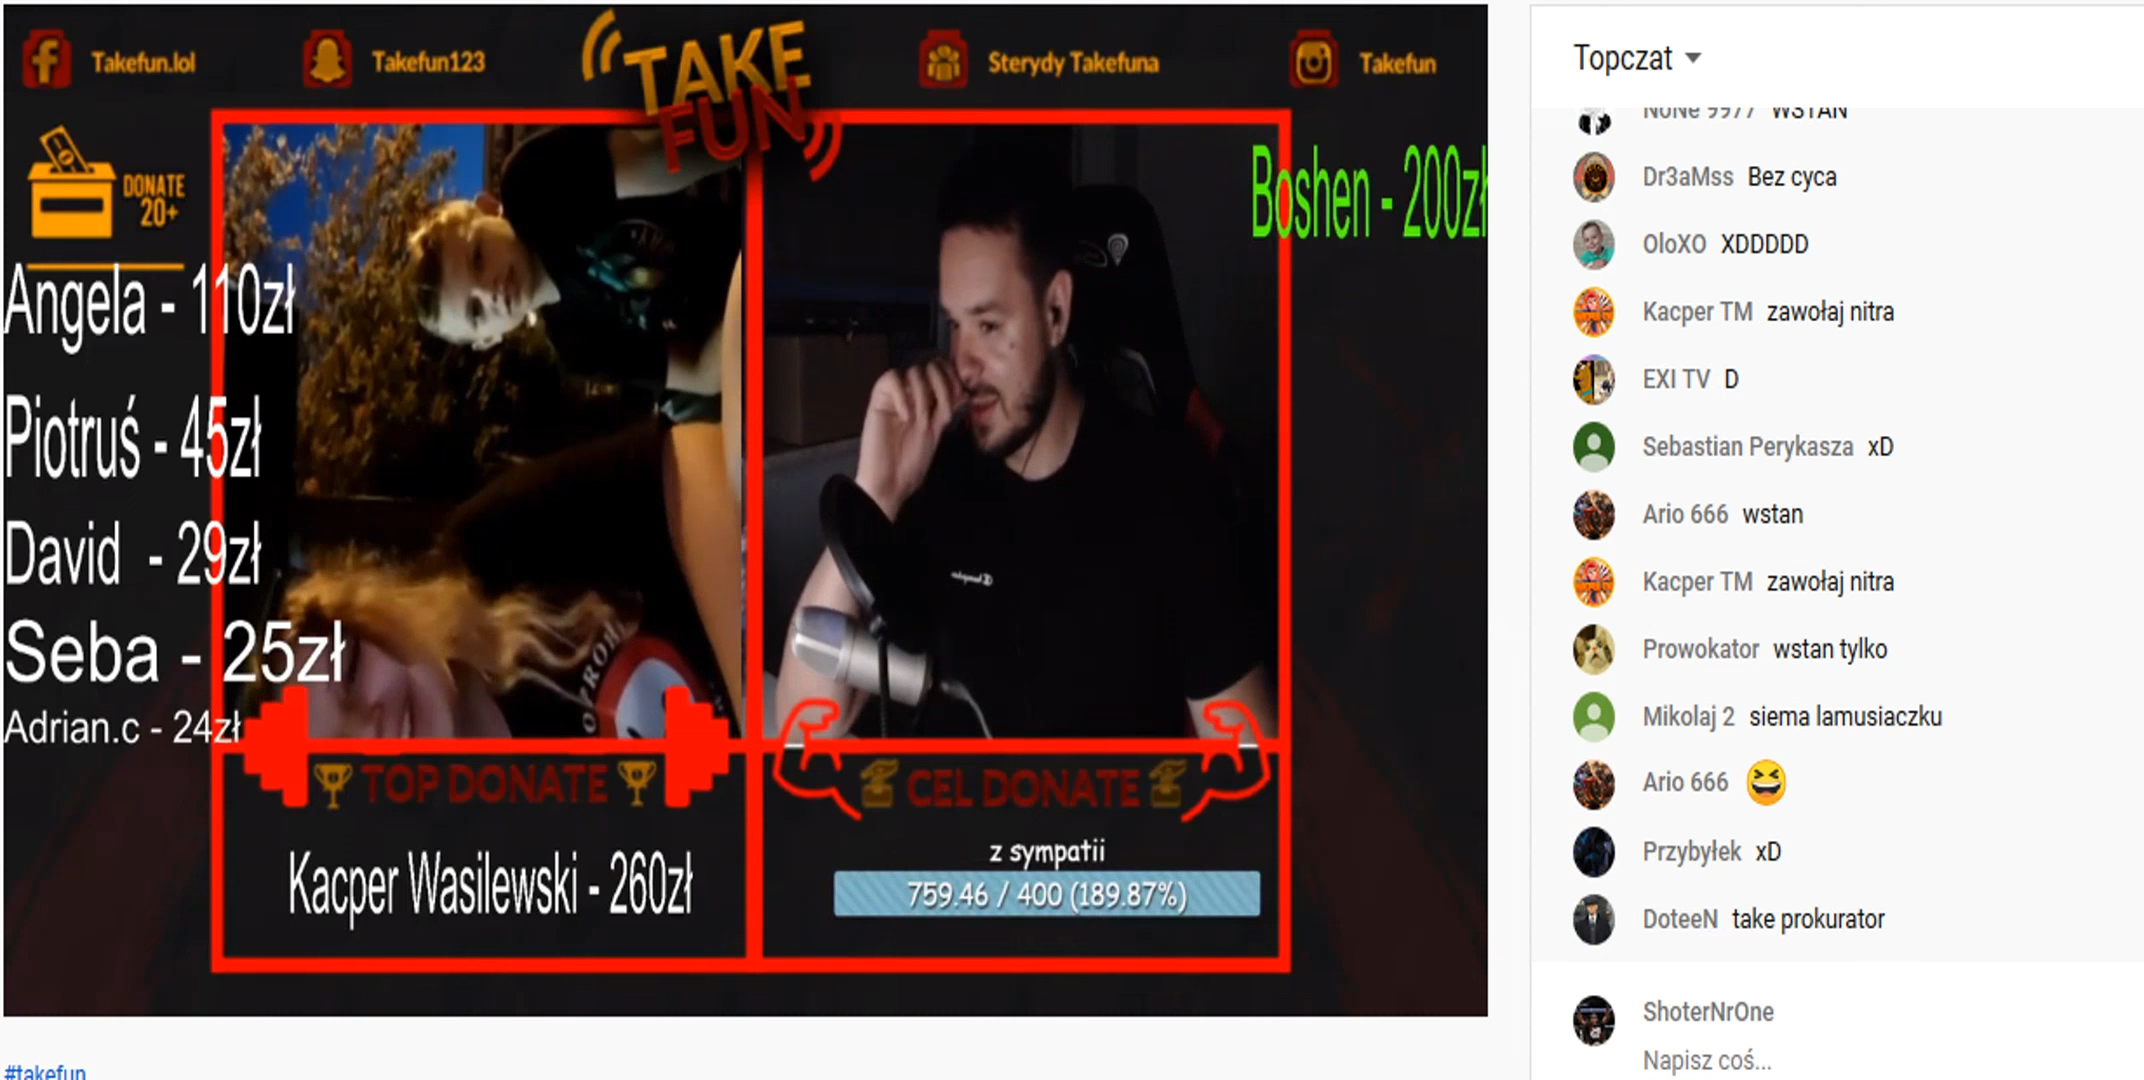 Takefun.lol
Takefun123
TAKE
FUN
Sterydy Takefuna
Takefun
DONATE
20+
Boshen - 200zł
Angela - 110zł
Piotruś - 45zł
David - 29zł
Seba - 25zł
Adrian.c - 24zł
TOP DONATE
CEL DONATE
Kacper Wasilewski - 260zł
z sympatii
759.46 / 400 (189.87%)
#takefun
Topczat
NoNe 9977 WSTAN
Dr3aMss Bez cyca
OloXO XDDDDD
Kacper TM zawołaj nitra
EXI TV D
Sebastian Perykasza xD
Ario 666 wstan
Kacper TM zawołaj nitra
Prowokator wstan tylko
Mikolaj 2 siema lamusiaczku
Ario 666 😆
Przybyłek xD
DoteeN take prokurator
ShoterNrOne
Napisz coś...